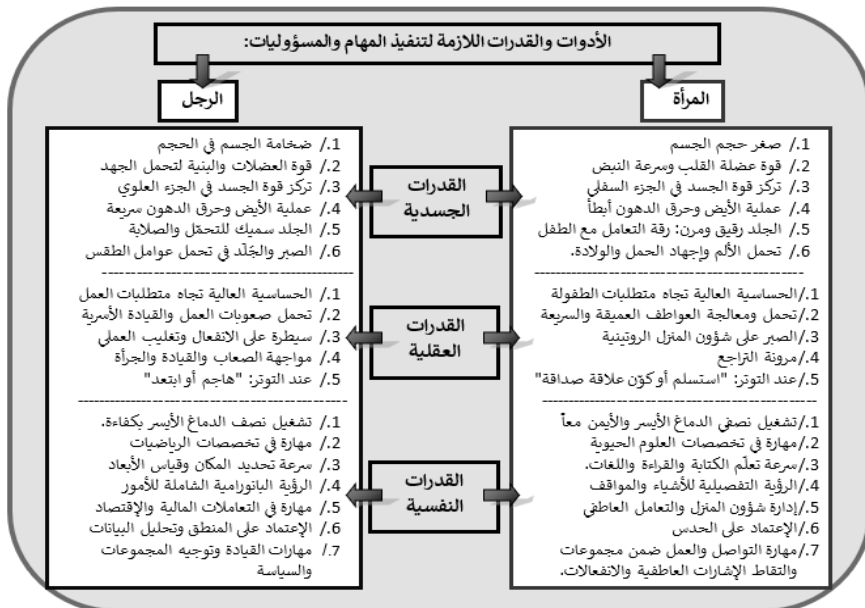 الأدوات والقدرات اللازمة لتنفيذ المهام والمسؤوليات:
المرأة
الرجل
1./ صغر حجم الجسم
2./ قوة عضلة القلب وسرعة النبض
3./ تركز قوة الجسد في الجزء السفلي
4./ عملية الأيض وحرق الدهون أبطأ
5./ الجلد رقيق ومرن: رقة التعامل مع الطفل
6./ تحمل الألم وإجهاد الحمل والولادة.
القدرات
الجسدية
1./ ضخامة الجسم في الحجم
2./ قوة العضلات والبنية لتحمل الجهد
3./ تركز قوة الجسد في الجزء العلوي
4./ عملية الأيض وحرق الدهون سريعة
5./ الجلد سميك للتحمّل والصلابة
6./ الصبر والجَلَد في تحمل عوامل الطقس
1./الحساسية العالية تجاه متطلبات الطفولة
2./تحمل ومعالجة العواطف العميقة والسريعة
3./الصبر على شؤون المنزل الروتينية
4./مرونة التراجع
5./عند التوتر: "استسلم أو كوّن علاقة صداقة"
القدرات
العقلية
1./ الحساسية العالية تجاه متطلبات العمل
2./ تحمل صعوبات العمل والقيادة الأسرية
3./ سيطرة على الانفعال وتغليب العملي
4./ مواجهة الصعاب والقيادة والجرأة
5./ عند التوتر: "هاجم أو ابتعد"
1./تشغيل نصفي الدماغ الأيسر والأيمن معاً
2./مهارة في تخصصات العلوم الحيوية
3./سرعة تعلّم الكتابة والقراءة واللغات.
4./الرؤية التفصيلية للأشياء والمواقف
5./إدارة شؤون المنزل والتعامل العاطفي
6./الإعتماد على الحدس
7./مهارة التواصل والعمل ضمن مجموعات
والتقاط الإشارات العاطفية والانفعالات.
القدرات
النفسية
1./ تشغيل نصف الدماغ الأيسر بكفاءة.
2./ مهارة في تخصصات الرياضيات
3./ سرعة تحديد المكان وقياس الأبعاد
4./ الرؤية البانورامية الشاملة للأمور
5./ مهارة في التعاملات المالية والإقتصاد
6./ الإعتماد على المنطق وتحليل البيانات
7./ مهارات القيادة وتوجيه المجموعات
والسياسة